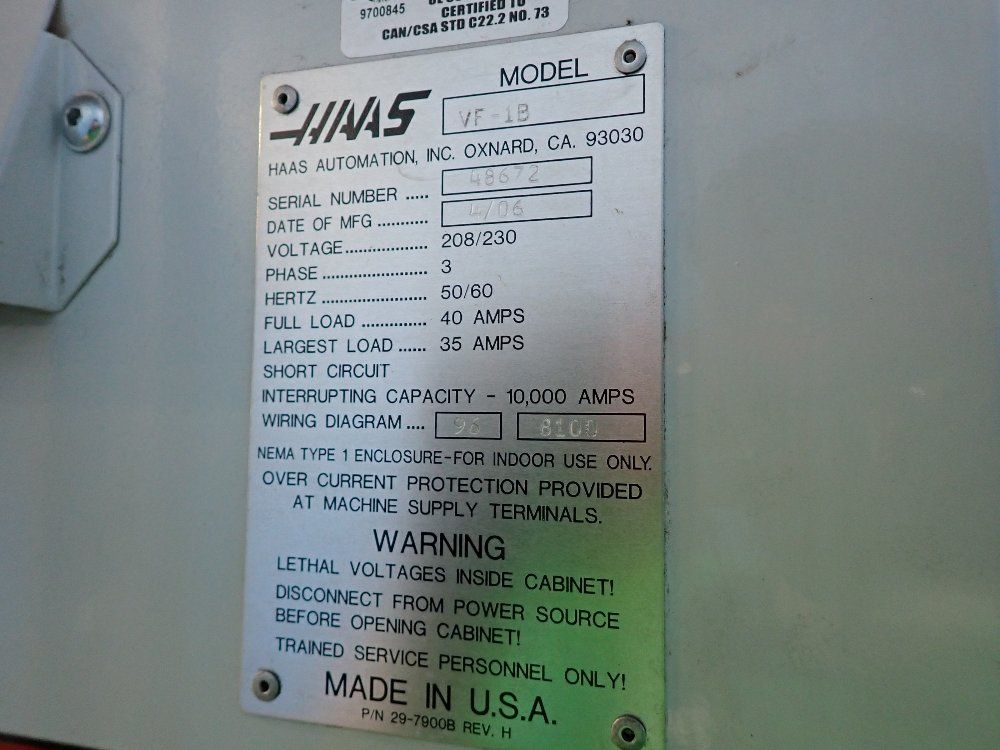 9700845
CERTIFIED TO
CAN/CSA STD C22.2 NO. 73
HAAS
MODEL
VF-1B
HAAS AUTOMATION, INC. OXNARD, CA. 93030
SERIAL NUMBER ..... 48672
DATE OF MFG ........... 4/06
VOLTAGE.................. 208/230
PHASE ....................... 3
HERTZ ....................... 50/60
FULL LOAD .............. 40 AMPS
LARGEST LOAD ...... 35 AMPS
SHORT CIRCUIT
INTERRUPTING CAPACITY - 10,000 AMPS
WIRING DIAGRAM .... 96 8100
NEMA TYPE 1 ENCLOSURE-FOR INDOOR USE ONLY.
OVER CURRENT PROTECTION PROVIDED
AT MACHINE SUPPLY TERMINALS.
WARNING
LETHAL VOLTAGES INSIDE CABINET!
DISCONNECT FROM POWER SOURCE
BEFORE OPENING CABINET!
TRAINED SERVICE PERSONNEL ONLY!
MADE IN U.S.A.
P/N 29-7900B REV. H